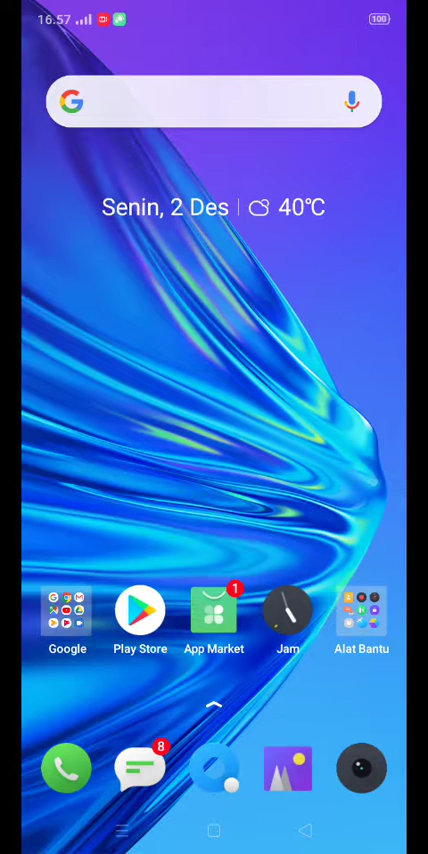 16.57 100
Senin, 2 Des 40℃
1
Google Play Store App Market Jam Alat Bantu
8